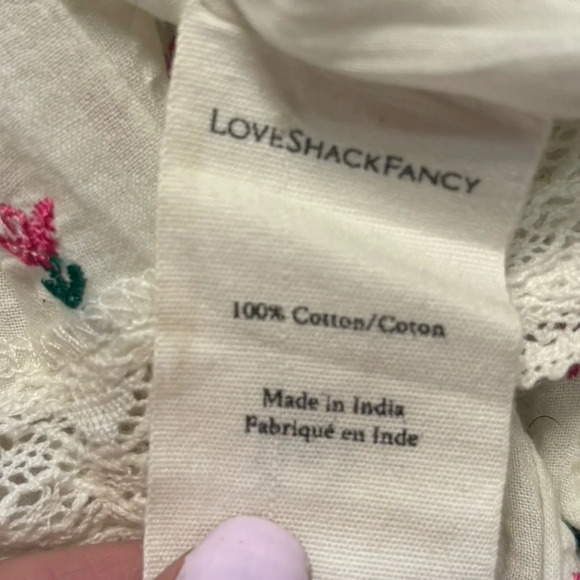 LOVESHACKFANCY
100% Cotton/Coton
Made in India
Fabriqué en Inde